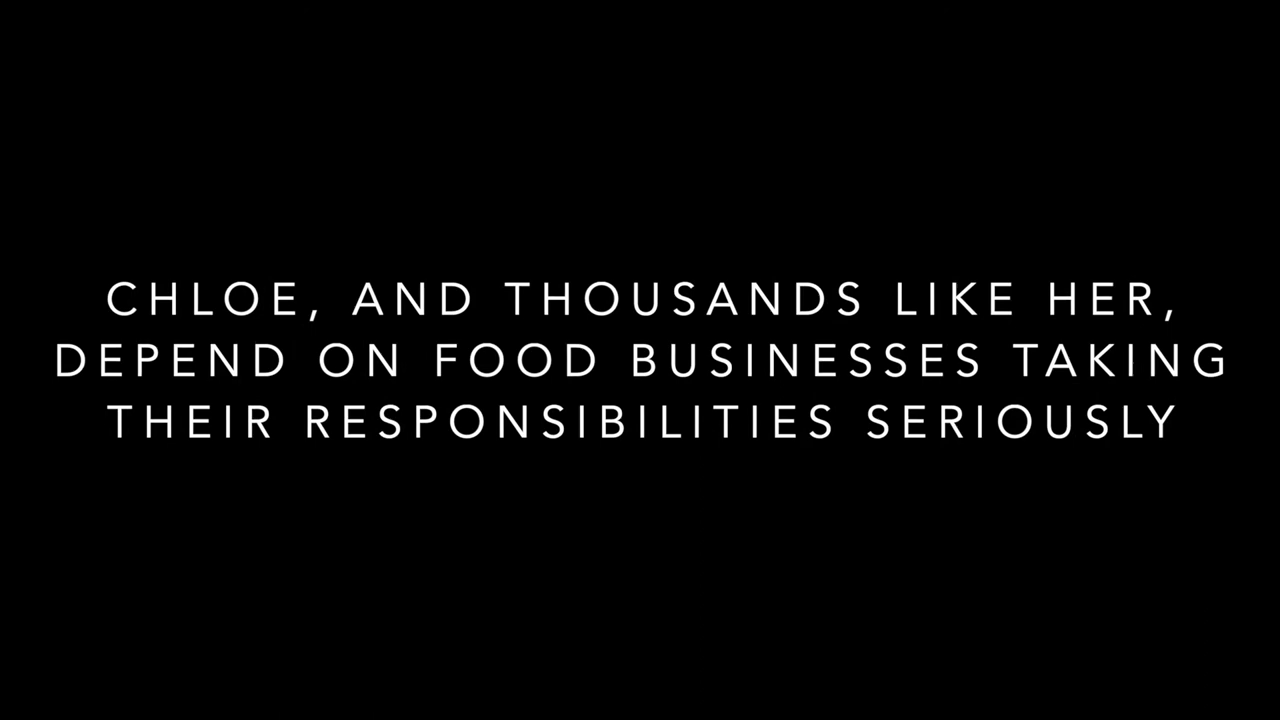 CHLOE, AND THOUSANDS LIKE HER,
DEPEND ON FOOD BUSINESSES TAKING
THEIR RESPONSIBILITIES SERIOUSLY